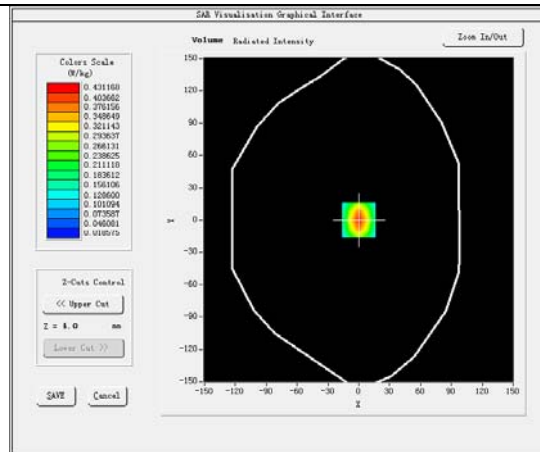 SAR Visualisation Graphical Interface
Volume Radiated Intensity
Zoom In/Out
Colors Scale
(W/kg)
0.431168
0.403662
0.376156
0.348649
0.321143
0.293637
0.266131
0.238625
0.211118
0.183612
0.156106
0.128600
0.101094
0.073587
0.046081
0.018575
150
120
90
60
30
0
-30
-60
-90
-120
-150
Y
-150 -120 -90 -60 -30 0 30 60 90 120 150
X
Z-Cuts Control
<< Upper Cut
Z = 4.0 mm
Lower Cut >>
SAVE Cancel